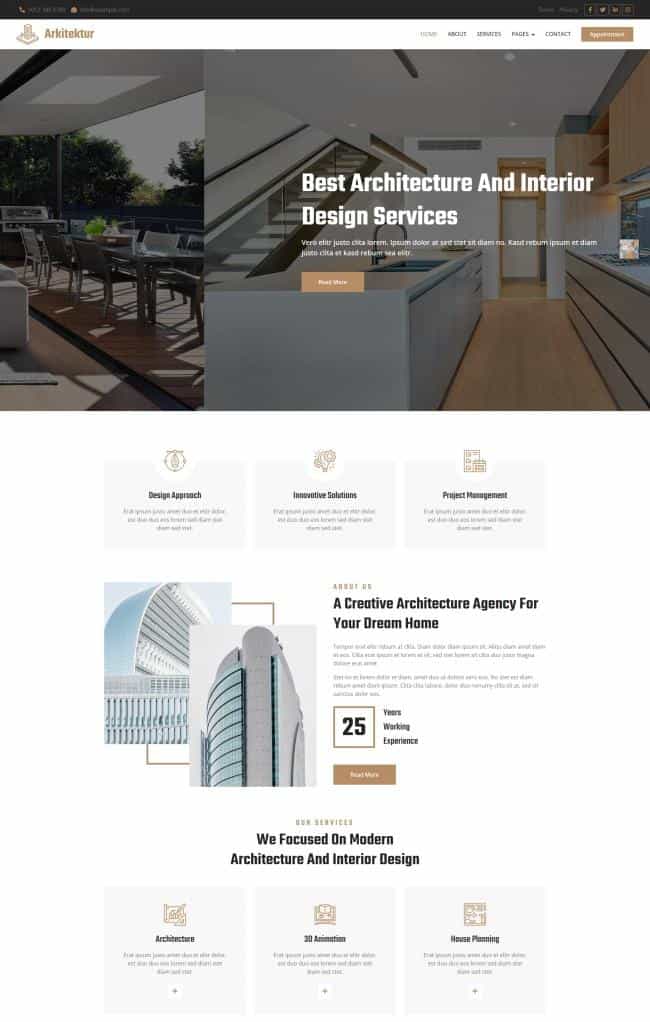 +012 345 6789 info@example.com Terms Privacy
Arkitektur
HOME ABOUT SERVICES PAGES CONTACT Appointment
Best Architecture And Interior
Design Services
Vero elitr justo clita lorem. Ipsum dolor at sed stet sit diam no. Kasd rebum ipsum et diam
justo clita et kasd rebum sea elitr.
Read More
Design Approach
Erat ipsum justo amet duo et elitr dolor,
est duo duo eos lorem sed diam stet
diam sed stet.
Innovative Solutions
Erat ipsum justo amet duo et elitr dolor,
est duo duo eos lorem sed diam stet
diam sed stet.
Project Management
Erat ipsum justo amet duo et elitr dolor,
est duo duo eos lorem sed diam stet
diam sed stet.
ABOUT US
A Creative Architecture Agency For
Your Dream Home
Tempor erat elitr rebum at clita. Diam dolor diam ipsum sit. Aliqu diam amet diam
et eos. Clita erat ipsum et lorem et sit, sed stet lorem sit clita duo justo magna
dolore erat amet
Stet no et lorem dolor et diam, amet duo ut dolore vero eos. No stet est diam
rebum amet diam ipsum. Clita clita labore, dolor duo nonumy clita sit at, sed sit
sanctus dolor eos.
25
Years
Working
Experience
Read More
OUR SERVICES
We Focused On Modern
Architecture And Interior Design
Architecture
Erat ipsum justo amet duo et elitr dolor,
est duo duo eos lorem sed diam stet
diam sed stet.
+
3D Animation
Erat ipsum justo amet duo et elitr dolor,
est duo duo eos lorem sed diam stet
diam sed stet.
+
House Planning
Erat ipsum justo amet duo et elitr dolor,
est duo duo eos lorem sed diam stet
diam sed stet.
+